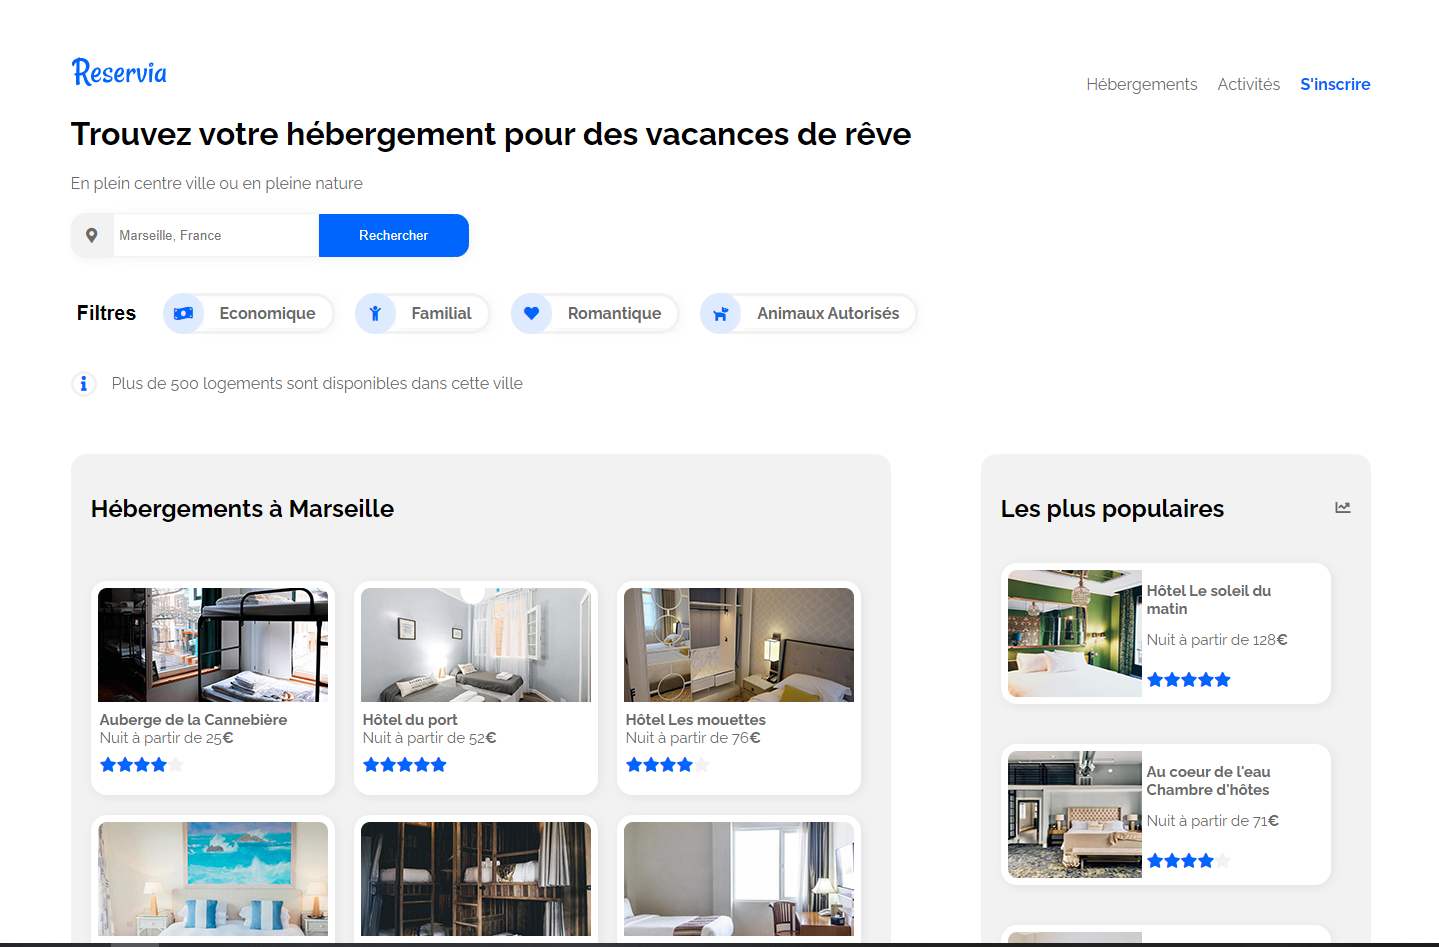 Reservia
Hébergements Activités S'inscrire
Trouvez votre hébergement pour des vacances de rêve
En plein centre ville ou en pleine nature
Marseille, France
Rechercher
Filtres
Economique
Familial
Romantique
Animaux Autorisés
Plus de 500 logements sont disponibles dans cette ville
Hébergements à Marseille
Auberge de la Cannebière
Nuit à partir de 25€
Hôtel du port
Nuit à partir de 52€
Hôtel Les mouettes
Nuit à partir de 76€
Les plus populaires
Hôtel Le soleil du
matin
Nuit à partir de 128€
Au coeur de l'eau
Chambre d'hôtes
Nuit à partir de 71€